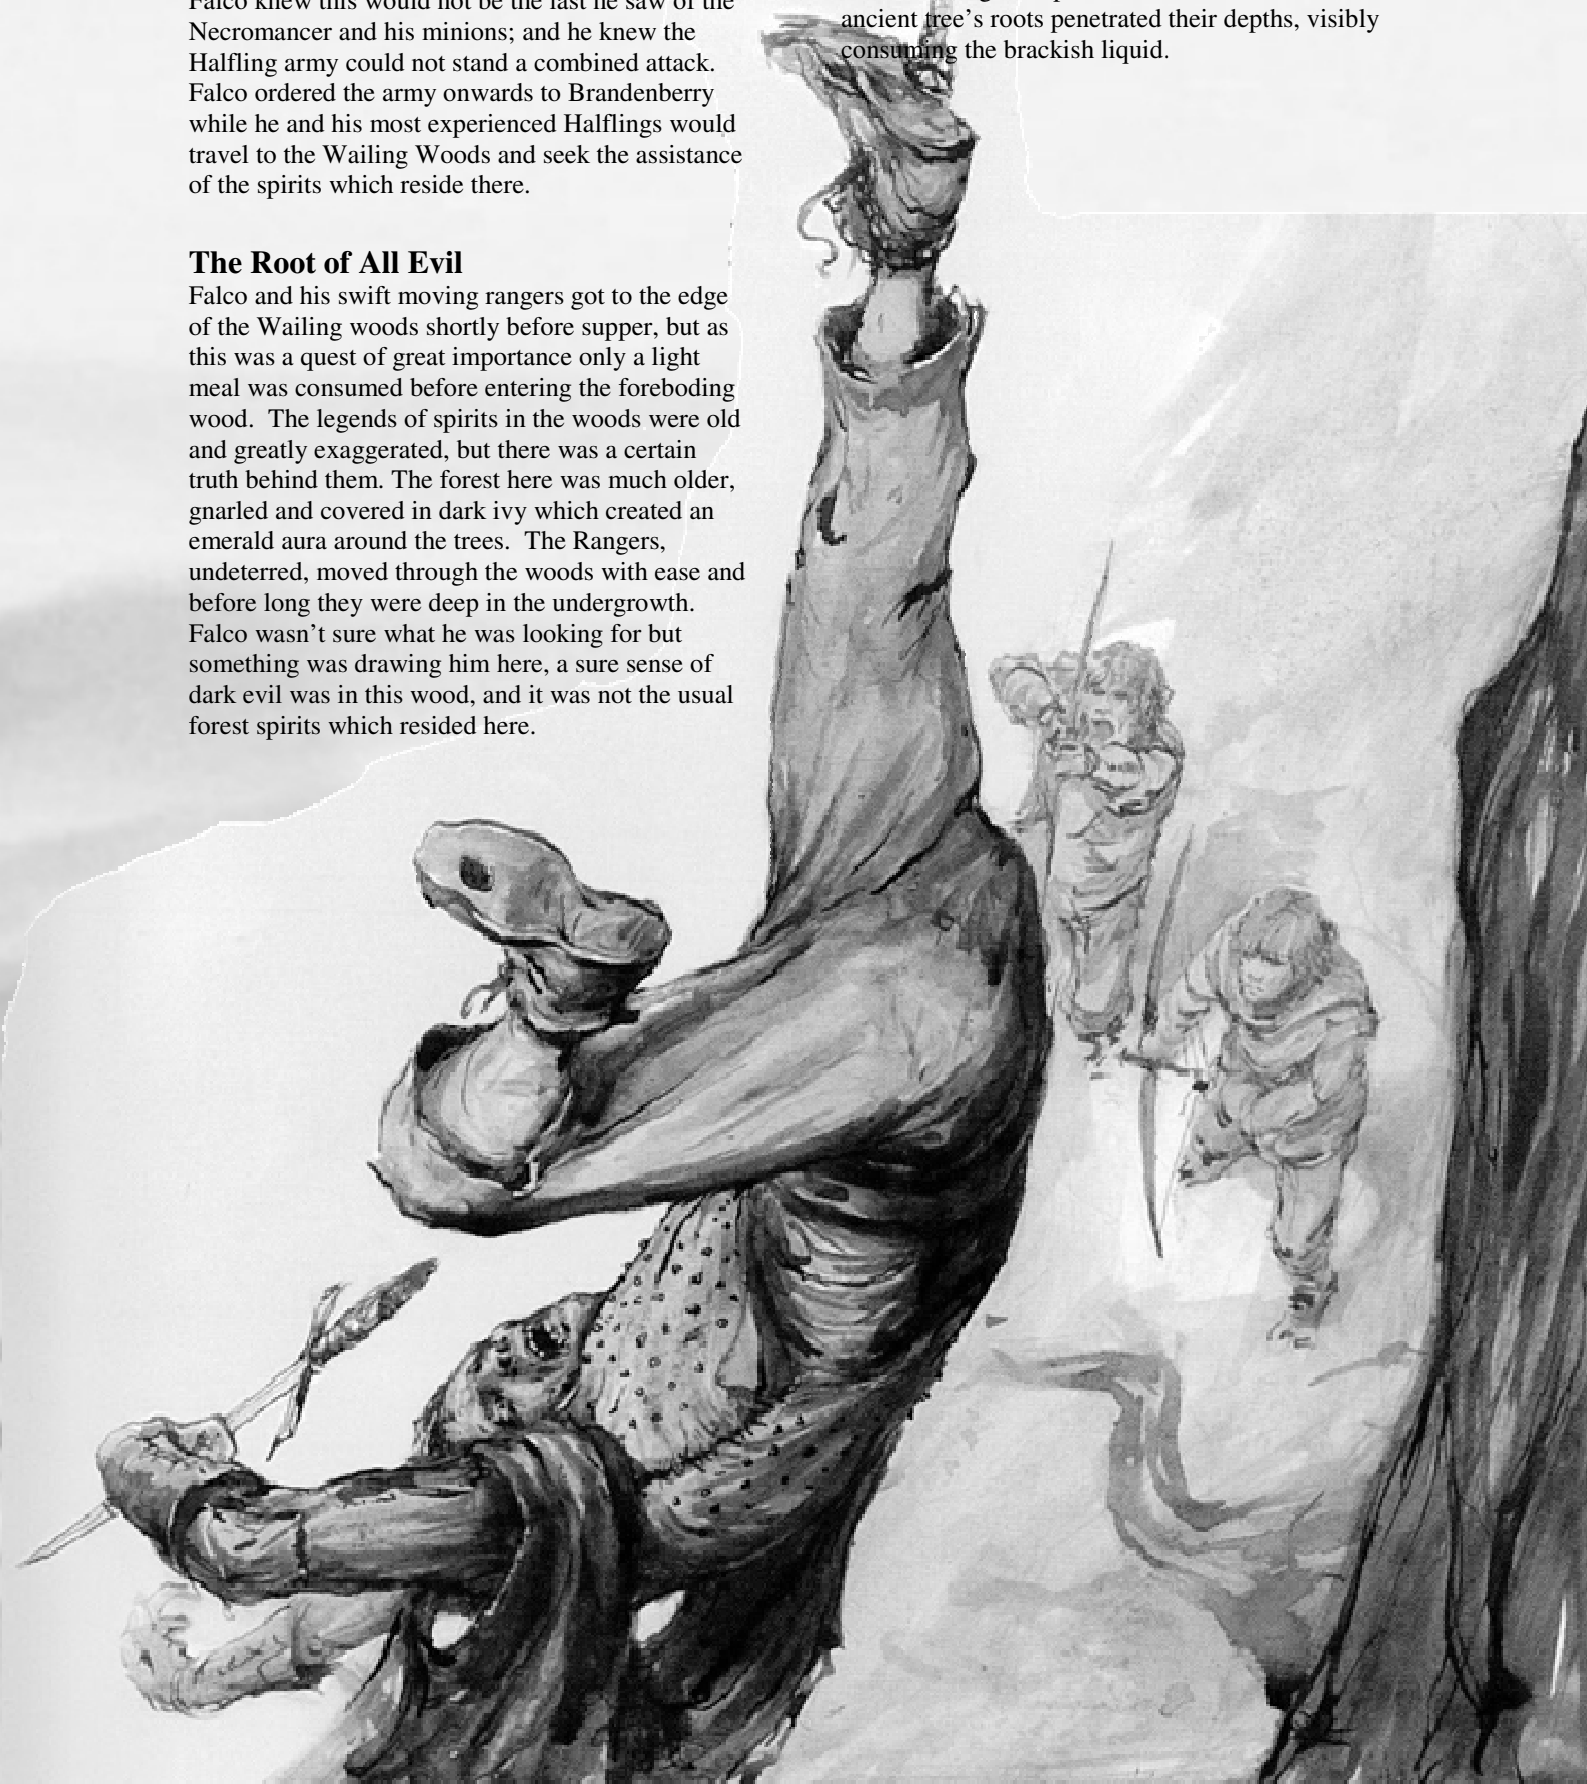 Falco knew this would not be the last he saw of the
Necromancer and his minions; and he knew the
Halfling army could not stand a combined attack.
Falco ordered the army onwards to Brandenberry
while he and his most experienced Halflings would
travel to the Wailing Woods and seek the assistance
of the spirits which reside there.
The Root of All Evil
Falco and his swift moving rangers got to the edge
of the Wailing woods shortly before supper, but as
this was a quest of great importance only a light
meal was consumed before entering the foreboding
wood.  The legends of spirits in the woods were old
and greatly exaggerated, but there was a certain
truth behind them. The forest here was much older,
gnarled and covered in dark ivy which created an
emerald aura around the trees.  The Rangers,
undeterred, moved through the woods with ease and
before long they were deep in the undergrowth.
Falco wasn’t sure what he was looking for but
something was drawing him here, a sure sense of
dark evil was in this wood, and it was not the usual
forest spirits which resided here.
ancient tree’s roots penetrated their depths, visibly
consuming the brackish liquid.